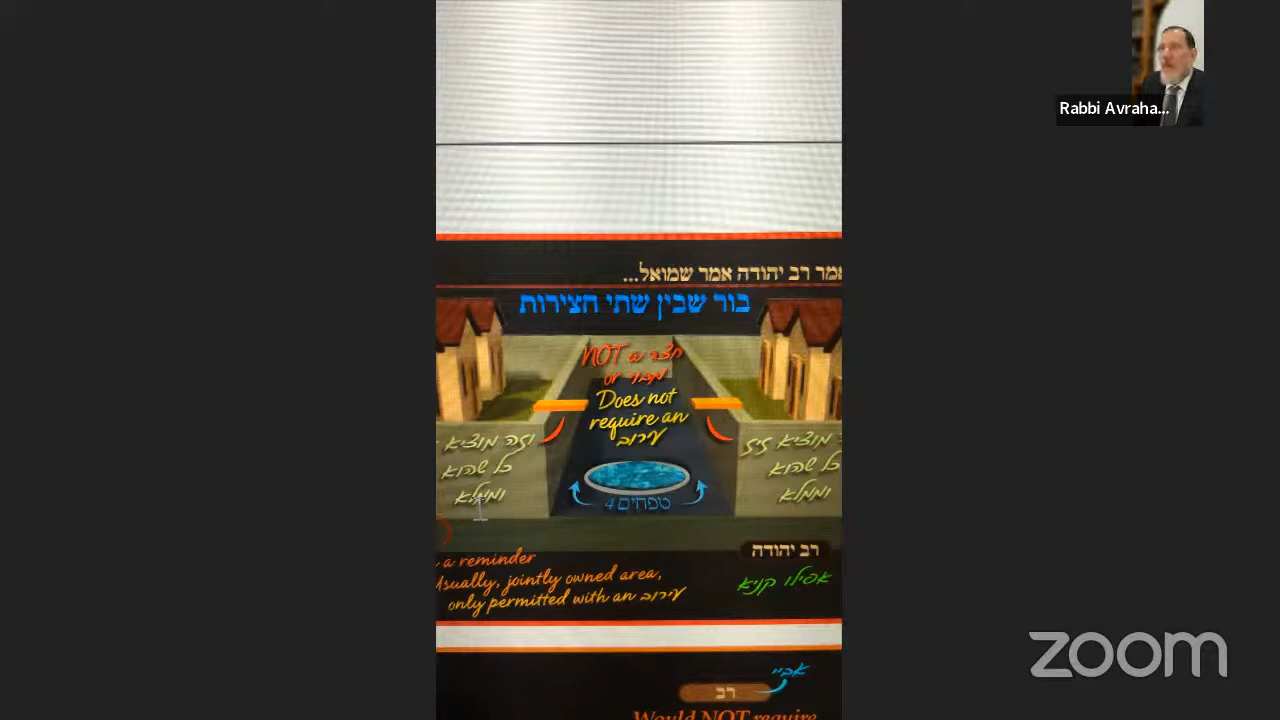 Rabbi Avraha...
אמר רב יהודה אמר שמואל...
בור שבין שתי חצירות
NOT a חצר
or מבוי
Does not
require an
עירוב
וזה מוציא
כל שהוא
וממלא
מוציא זיז
כל שהוא
וממלא
4 טפחים
רב יהודה
אפילו קניא
a reminder
Usually, jointly owned area,
only permitted with an עירוב
אביי
רב
Would NOT require
zoom